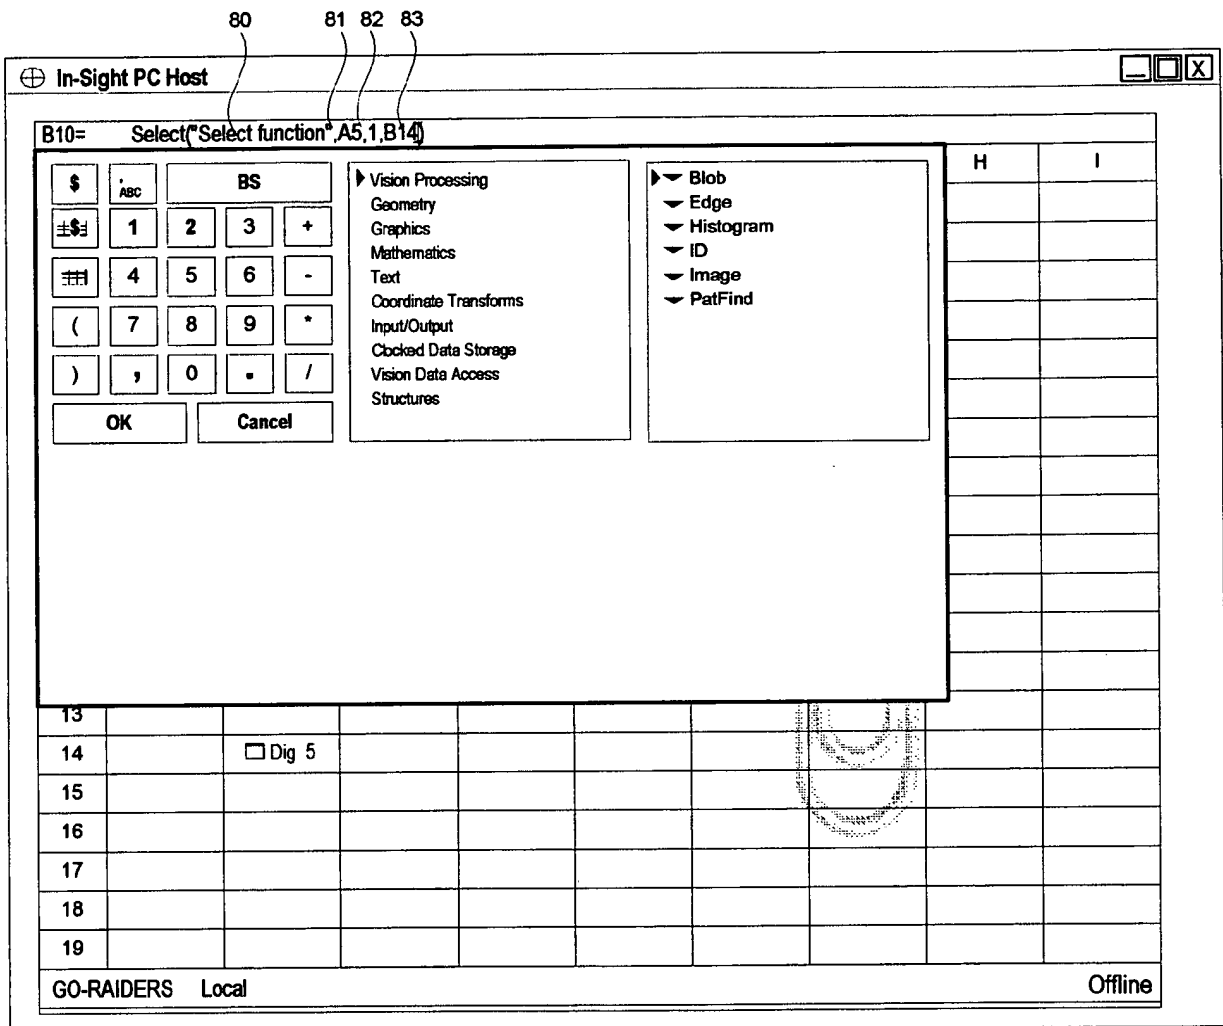 80 81 82 83
In-Sight PC Host
X
B10= Select("Select function",A5,1,B14)
H I
$ . ABC BS
$ 1 2 3 +
4 5 6 -
( 7 8 9 *
) , 0 . /
OK Cancel
Vision Processing
Geometry
Graphics
Mathematics
Text
Coordinate Transforms
Input/Output
Clocked Data Storage
Vision Data Access
Structures
Blob
Edge
Histogram
ID
Image
PatFind
13
14 Dig 5
15
16
17
18
19
GO-RAIDERS Local Offline